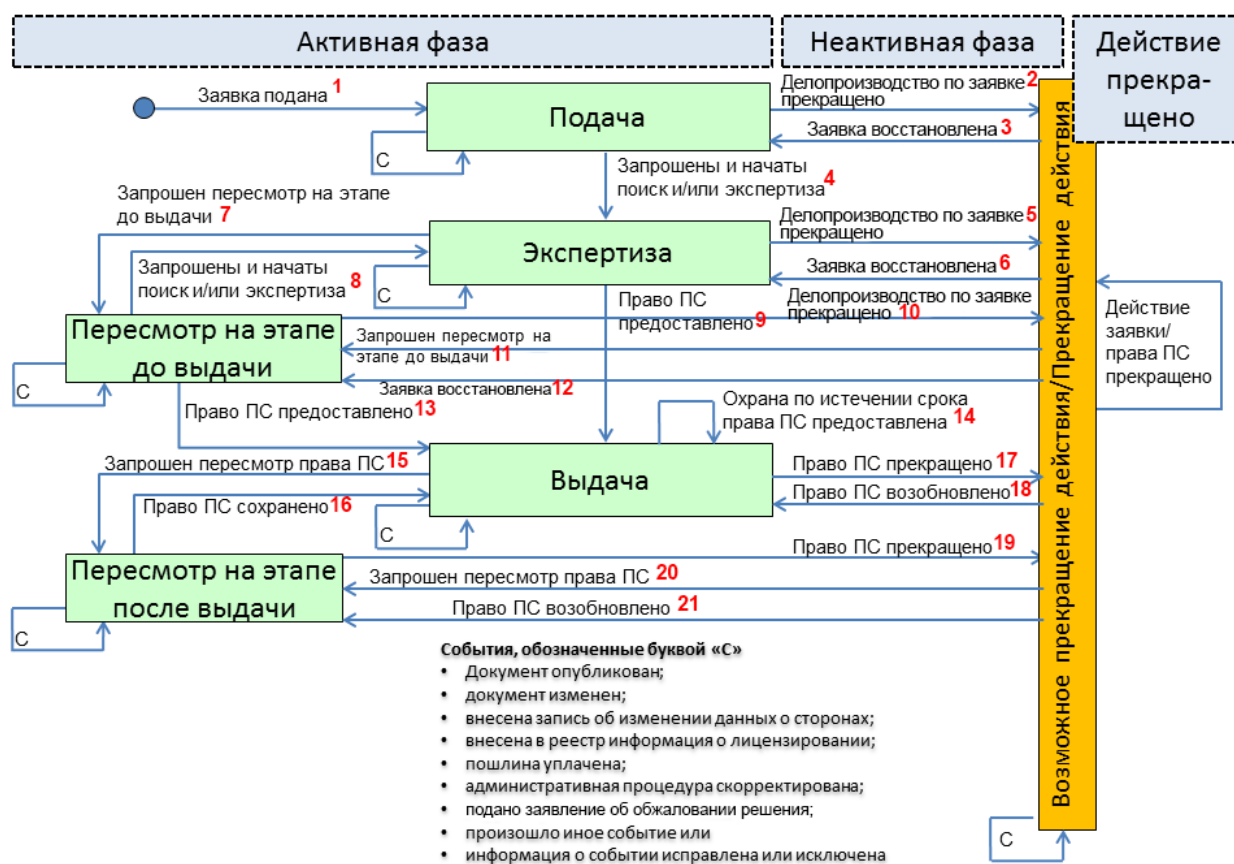 Активная фаза
Неактивная фаза
Действие
прекра-
щено
Заявка подана 1
Подача
Делопроизводство по заявке 2
прекращено
Заявка восстановлена 3
С
Запрошены и начаты
поиск и/или экспертиза 4
Запрошен пересмотр на этапе
до выдачи 7
Экспертиза
Делопроизводство по заявке 5
прекращено
Заявка восстановлена 6
Запрошены и начаты
поиск и/или экспертиза 8
С
Право ПС
предоставлено 9
Делопроизводство по заявке
прекращено 10
Пересмотр на этапе
до выдачи
Запрошен пересмотр на
этапе до выдачи 11
С
Заявка восстановлена 12
Право ПС предоставлено 13
Действие
заявки/
права ПС
прекращено
Охрана по истечении срока
права ПС предоставлена 14
Запрошен пересмотр права ПС 15
Выдача
Право ПС прекращено 17
Право ПС возобновлено 18
Право ПС сохранено 16
С
Право ПС прекращено 19
Пересмотр на этапе
после выдачи
Запрошен пересмотр права ПС 20
Право ПС возобновлено 21
С
Возможное прекращение действия/Прекращение действия
События, обозначенные буквой «С»
• Документ опубликован;
• документ изменен;
• внесена запись об изменении данных о сторонах;
• внесена в реестр информация о лицензировании;
• пошлина уплачена;
• административная процедура скорректирована;
• подано заявление об обжаловании решения;
• произошло иное событие или
• информация о событии исправлена или исключена
С